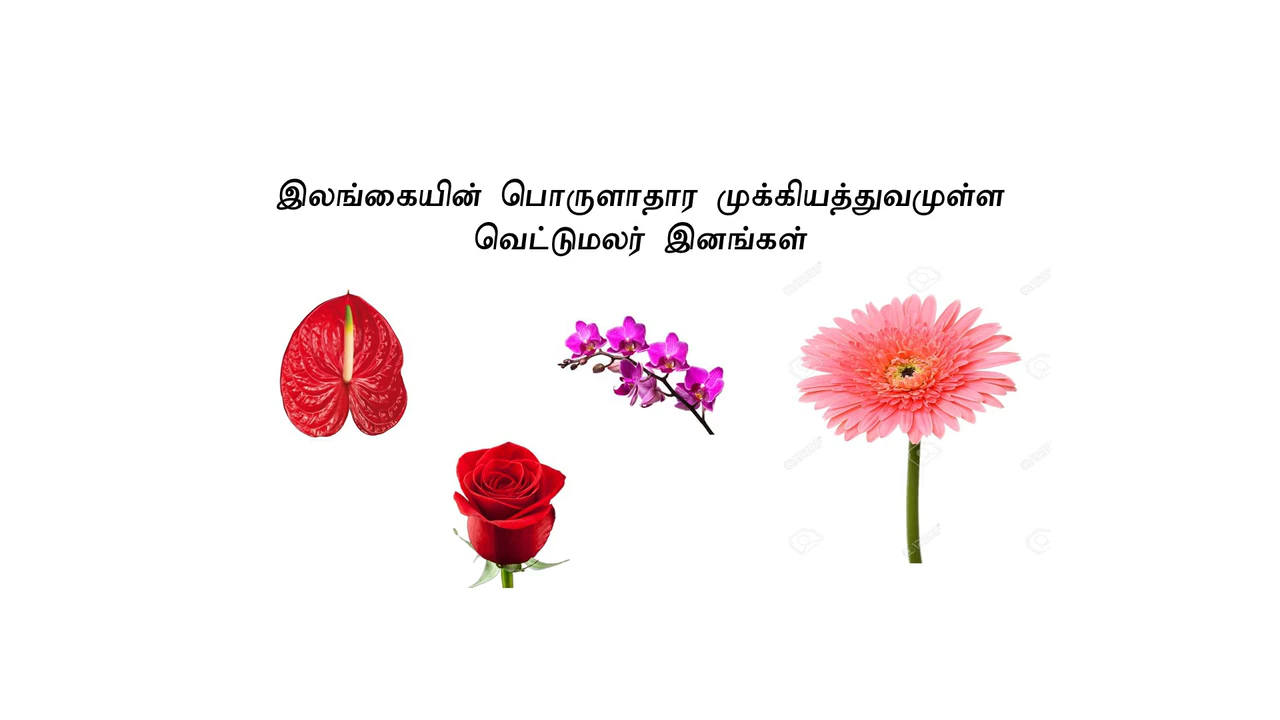 இலங்கையின் பொருளாதார முக்கியத்துவமுள்ள
வெட்டுமலர் இனங்கள்